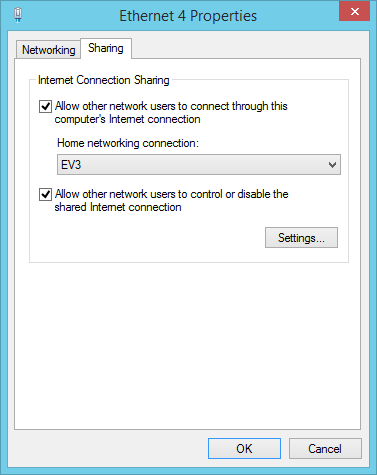 Ethernet 4 Properties
Networking
Sharing
Internet Connection Sharing
Allow other network users to connect through this
computer's Internet connection
Home networking connection:
EV3
Allow other network users to control or disable the
shared Internet connection
Settings...
OK
Cancel